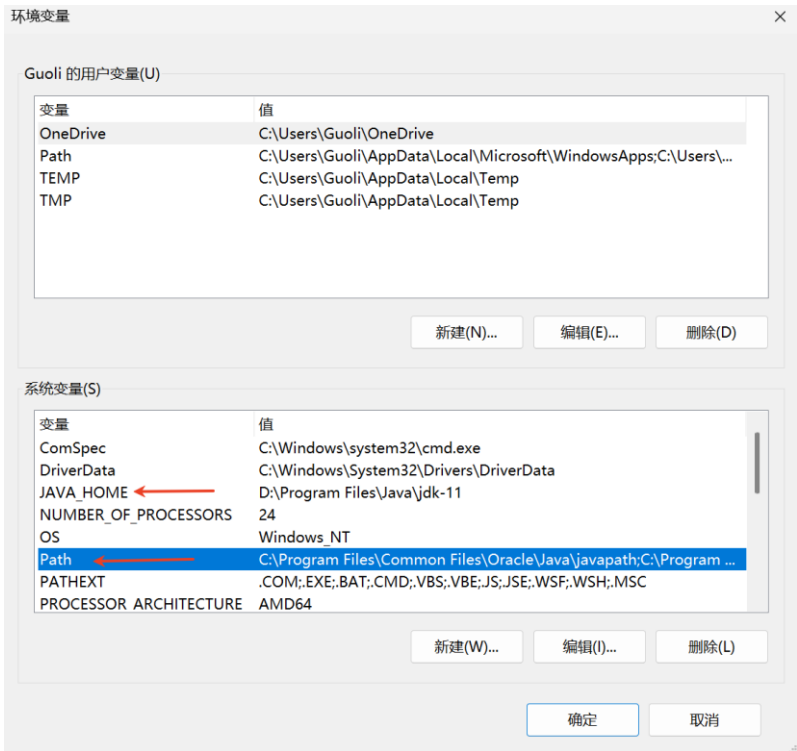 环境变量
Guoli 的用户变量(U)
变量 值
OneDrive C:\Users\Guoli\OneDrive
Path C:\Users\Guoli\AppData\Local\Microsoft\WindowsApps;C:\Users\...
TEMP C:\Users\Guoli\AppData\Local\Temp
TMP C:\Users\Guoli\AppData\Local\Temp
新建(N)... 编辑(E)... 删除(D)
系统变量(S)
变量 值
ComSpec C:\Windows\system32\cmd.exe
DriverData C:\Windows\System32\Drivers\DriverData
JAVA_HOME D:\Program Files\Java\jdk-11
NUMBER_OF_PROCESSORS 24
OS Windows_NT
Path C:\Program Files\Common Files\Oracle\Java\javapath;C:\Program ...
PATHEXT .COM;.EXE;.BAT;.CMD;.VBS;.VBE;.JS;.JSE;.WSF;.WSH;.MSC
PROCESSOR_ARCHITECTURE AMD64
新建(W)... 编辑(I)... 删除(L)
确定 取消